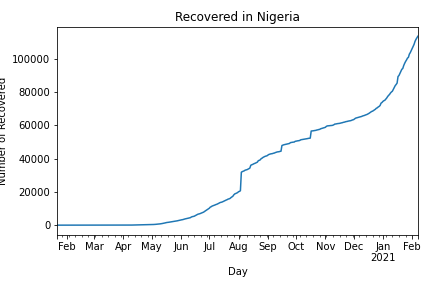 Recovered in Nigeria
Number of Recovered
100000
80000
60000
40000
20000
0
Feb Mar Apr May Jun Jul Aug Sep Oct Nov Dec Jan Feb
2021
Day